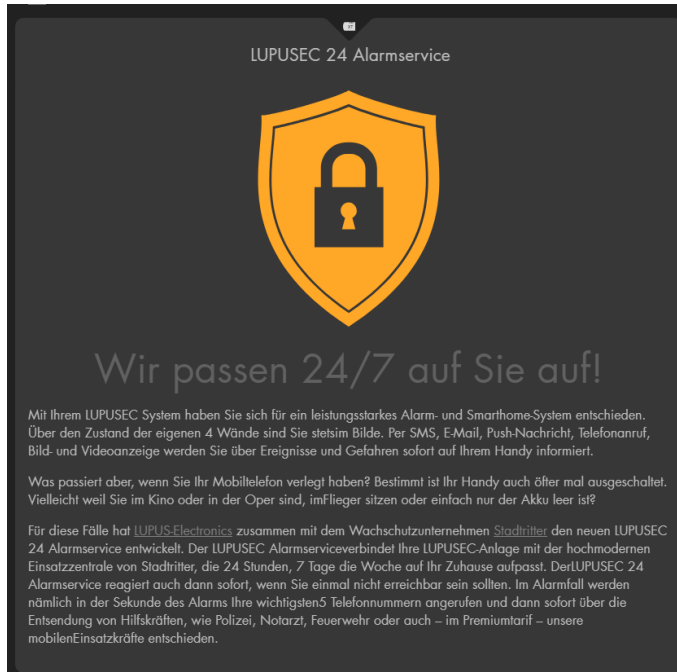 LUPUSEC 24 Alarmservice
Wir passen 24/7 auf Sie auf!
Mit Ihrem LUPUSEC System haben Sie sich für ein leistungsstarkes Alarm- und Smarthome-System entschieden.
Über den Zustand der eigenen 4 Wände sind Sie stetsim Bilde. Per SMS, E-Mail, Push-Nachricht, Telefonanruf,
Bild- und Videoanzeige werden Sie über Ereignisse und Gefahren sofort auf Ihrem Handy informiert.
Was passiert aber, wenn Sie Ihr Mobiltelefon verlegt haben? Bestimmt ist Ihr Handy auch öfter mal ausgeschaltet.
Vielleicht weil Sie im Kino oder in der Oper sind, imFlieger sitzen oder einfach nur der Akku leer ist?
Für diese Fälle hat LUPUS-Electronics zusammen mit dem Wachschutzunternehmen Stadtritter den neuen LUPUSEC
24 Alarmservice entwickelt. Der LUPUSEC Alarmserviceverbindet Ihre LUPUSEC-Anlage mit der hochmodernen
Einsatzzentrale von Stadtritter, die 24 Stunden, 7 Tage die Woche auf Ihr Zuhause aufpasst. DerLUPUSEC 24
Alarmservice reagiert auch dann sofort, wenn Sie einmal nicht erreichbar sein sollten. Im Alarmfall werden
nämlich in der Sekunde des Alarms Ihre wichtigsten5 Telefonnummern angerufen und dann sofort über die
Entsendung von Hilfskräften, wie Polizei, Notarzt, Feuerwehr oder auch – im Premiumtarif – unsere
mobilenEinsatzkräfte entschieden.